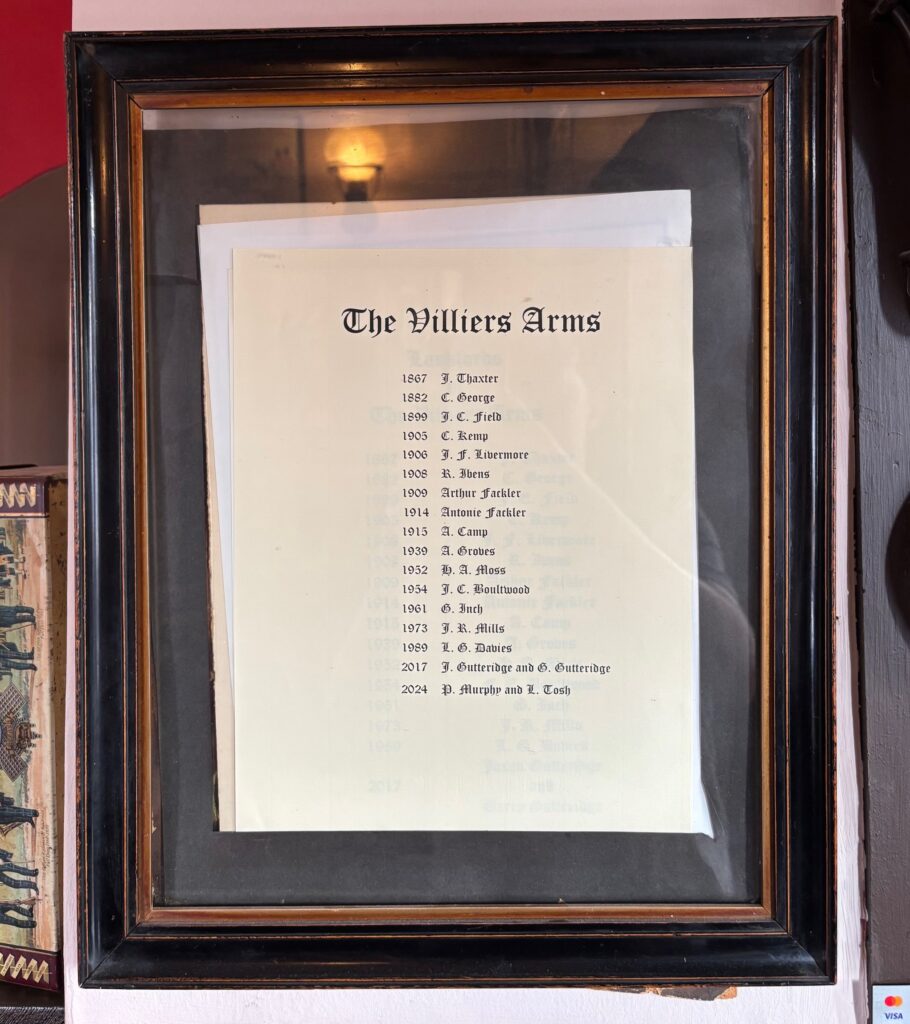 The Villiers Arms
1867 J. Thaxter
1882 C. George
1899 J. C. Field
1905 C. Kemp
1906 J. F. Livermore
1908 R. Ibens
1909 Arthur Fackler
1914 Antonie Fackler
1915 A. Camp
1939 A. Groves
1952 H. A. Moss
1954 J. C. Boultwood
1961 G. Inch
1973 J. R. Mills
1989 L. G. Davies
2017 J. Gutteridge and G. Gutteridge
2024 P. Murphy and L. Tosh
VISA